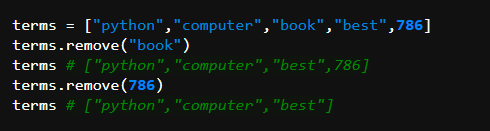 terms = ["python","computer","book","best",786]
terms.remove("book")
terms # ["python","computer","best",786]
terms.remove(786)
terms # ["python","computer","best"]